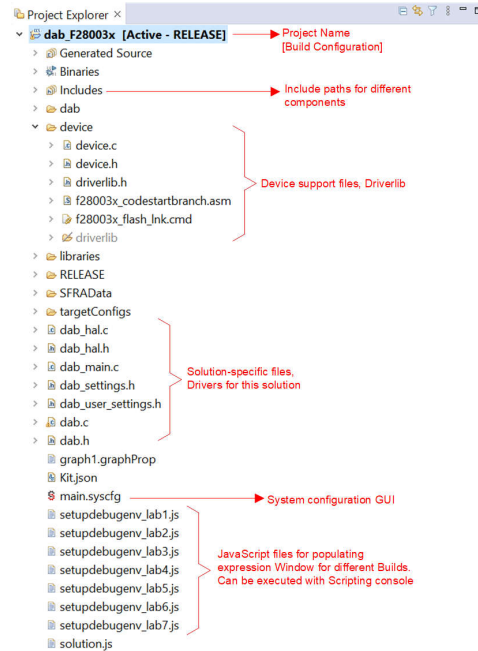 Project Explorer ×
dab_F28003x [Active - RELEASE]
Project Name
[Build Configuration]
Generated Source
Binaries
Includes
Include paths for different
components
dab
device
device.c
device.h
driverlib.h
Device support files, Driverlib
f28003x_codestartbranch.asm
f28003x_flash_lnk.cmd
driverlib
libraries
RELEASE
SFRAData
targetConfigs
dab_hal.c
dab_hal.h
dab_main.c
Solution-specific files,
Drivers for this solution
dab_settings.h
dab_user_settings.h
dab.c
dab.h
graph1.graphProp
Kit.json
main.syscfg
System configuration GUI
setupdebugenv_lab1.js
setupdebugenv_lab2.js
setupdebugenv_lab3.js
JavaScript files for populating
expression Window for different Builds.
Can be executed with Scripting console
setupdebugenv_lab4.js
setupdebugenv_lab5.js
setupdebugenv_lab6.js
setupdebugenv_lab7.js
solution.js